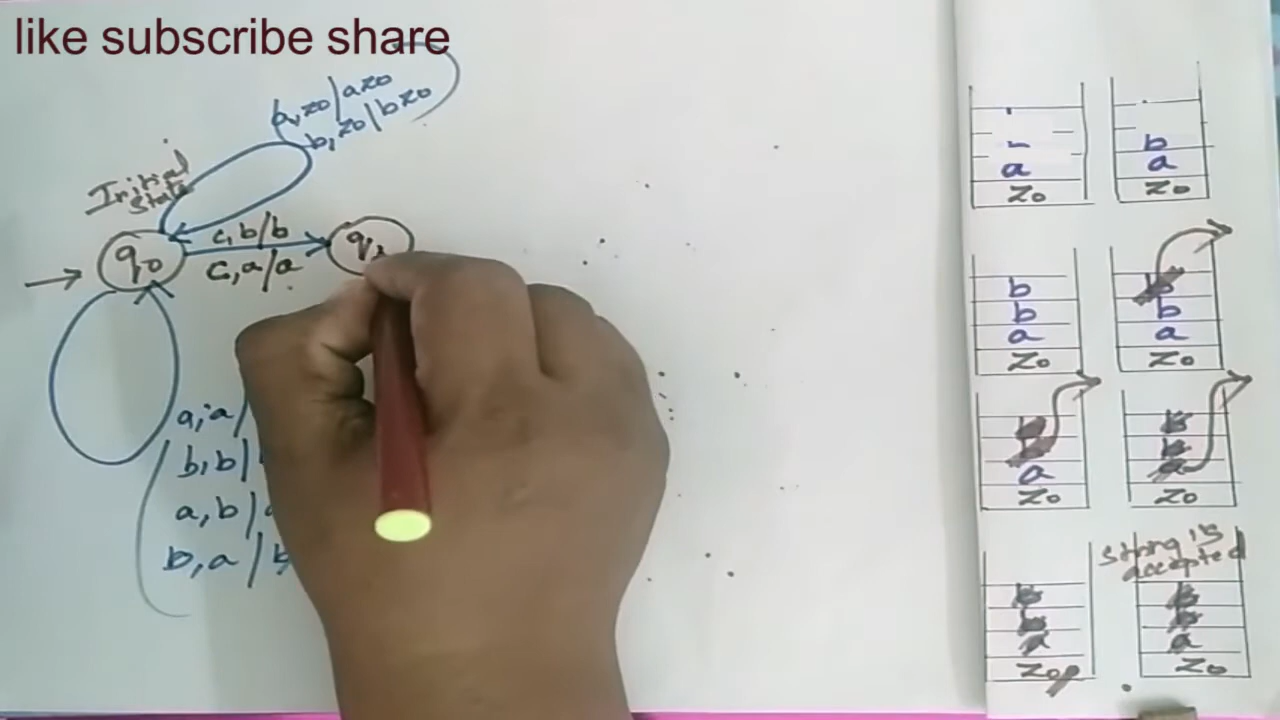 like subscribe share
a, z0/az0
b, z0/bz0
Initial
State
q0
c, b/b
c, a/a
a, a/
b, b/
a, b/
b, a/b
a
z0
b
a
z0
b
b
a
z0
b
b
a
z0
b
b
a
z0
b
b
a
z0
b
b
a
z0
string is
accepted
b
b
a
z0